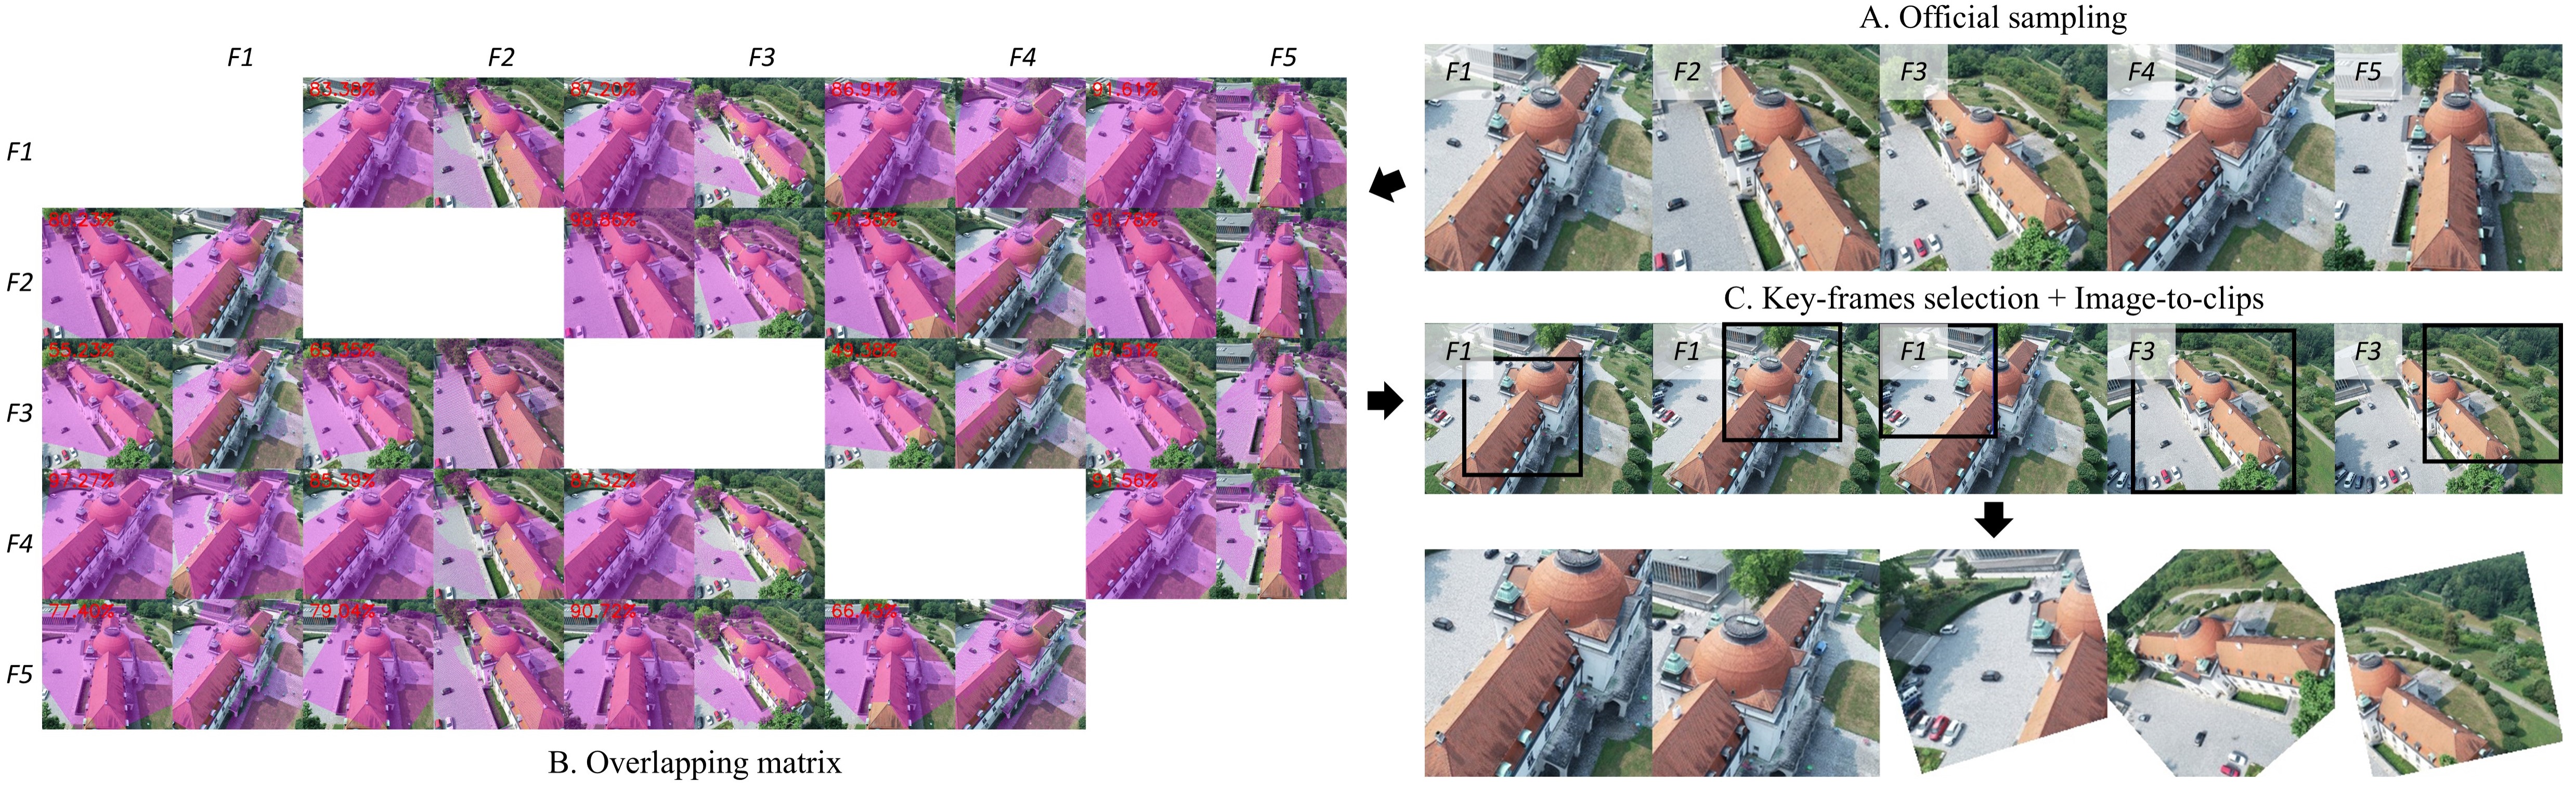 A. Official sampling
F1 F2 F3 F4 F5
F1 F2 F3 F4 F5
F1 83.38% 87.20% 86.91% 91.61%
F2 80.23% 98.86% 71.38% 91.78%
F3 55.23% 65.35% 49.38% 67.51%
F4 97.27% 85.39% 87.32% 91.56%
F5 77.40% 79.04% 90.72% 66.43%
B. Overlapping matrix
C. Key-frames selection + Image-to-clips
F1 F1 F1 F3 F3